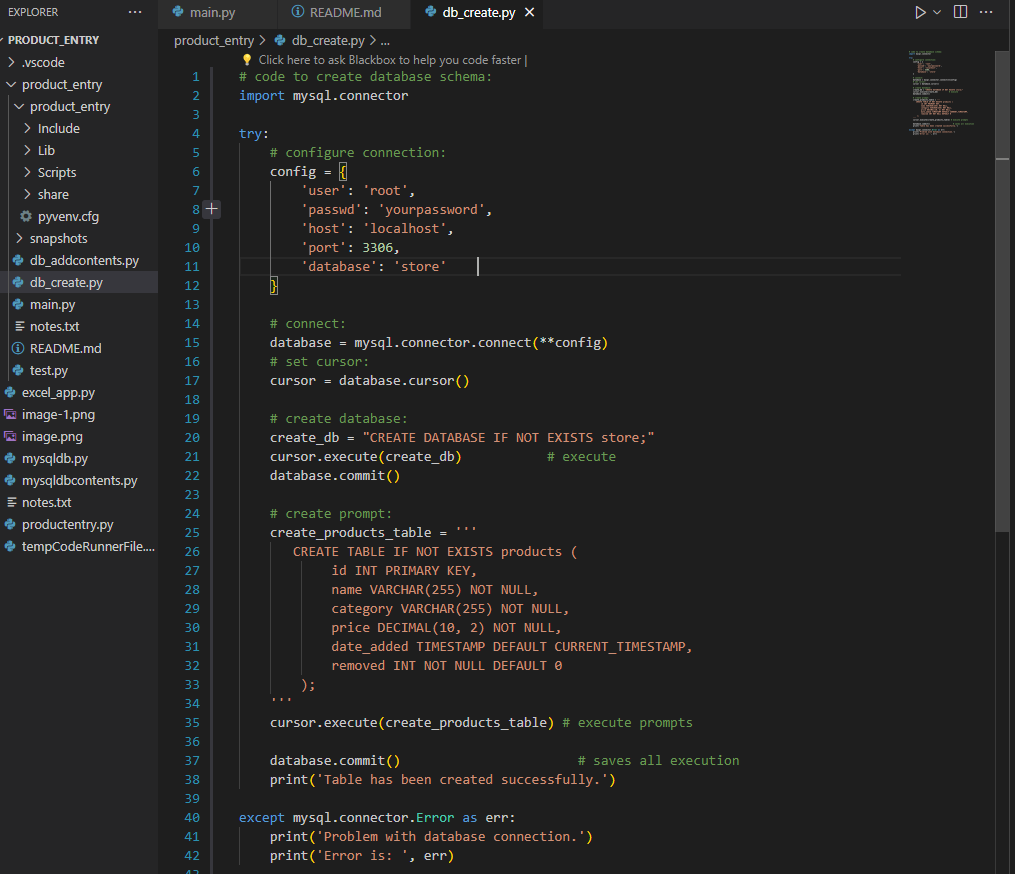 EXPLORER
PRODUCT_ENTRY
.vscode
product_entry
product_entry
Include
Lib
Scripts
share
pyvenv.cfg
snapshots
db_addcontents.py
db_create.py
main.py
notes.txt
README.md
test.py
excel_app.py
image-1.png
image.png
mysqldb.py
mysqldbcontents.py
notes.txt
productentry.py
tempCodeRunnerFile....
main.py README.md db_create.py
product_entry > db_create.py > ...
Click here to ask Blackbox to help you code faster |
1 # code to create database schema:
2 import mysql.connector
3
4 try:
5     # configure connection:
6     config = {
7         'user': 'root',
8         'passwd': 'yourpassword',
9         'host': 'localhost',
10         'port': 3306,
11         'database': 'store'
12     }
13
14     # connect:
15     database = mysql.connector.connect(**config)
16     # set cursor:
17     cursor = database.cursor()
18
19     # create database:
20     create_db = "CREATE DATABASE IF NOT EXISTS store;"
21     cursor.execute(create_db)           # execute
22     database.commit()
23
24     # create prompt:
25     create_products_table = '''
26        CREATE TABLE IF NOT EXISTS products (
27             id INT PRIMARY KEY,
28             name VARCHAR(255) NOT NULL,
29             category VARCHAR(255) NOT NULL,
30             price DECIMAL(10, 2) NOT NULL,
31             date_added TIMESTAMP DEFAULT CURRENT_TIMESTAMP,
32             removed INT NOT NULL DEFAULT 0
33         );
34     '''
35     cursor.execute(create_products_table) # execute prompts
36
37     database.commit()                       # saves all execution
38     print('Table has been created successfully.')
39
40 except mysql.connector.Error as err:
41     print('Problem with database connection.')
42     print('Error is: ', err)